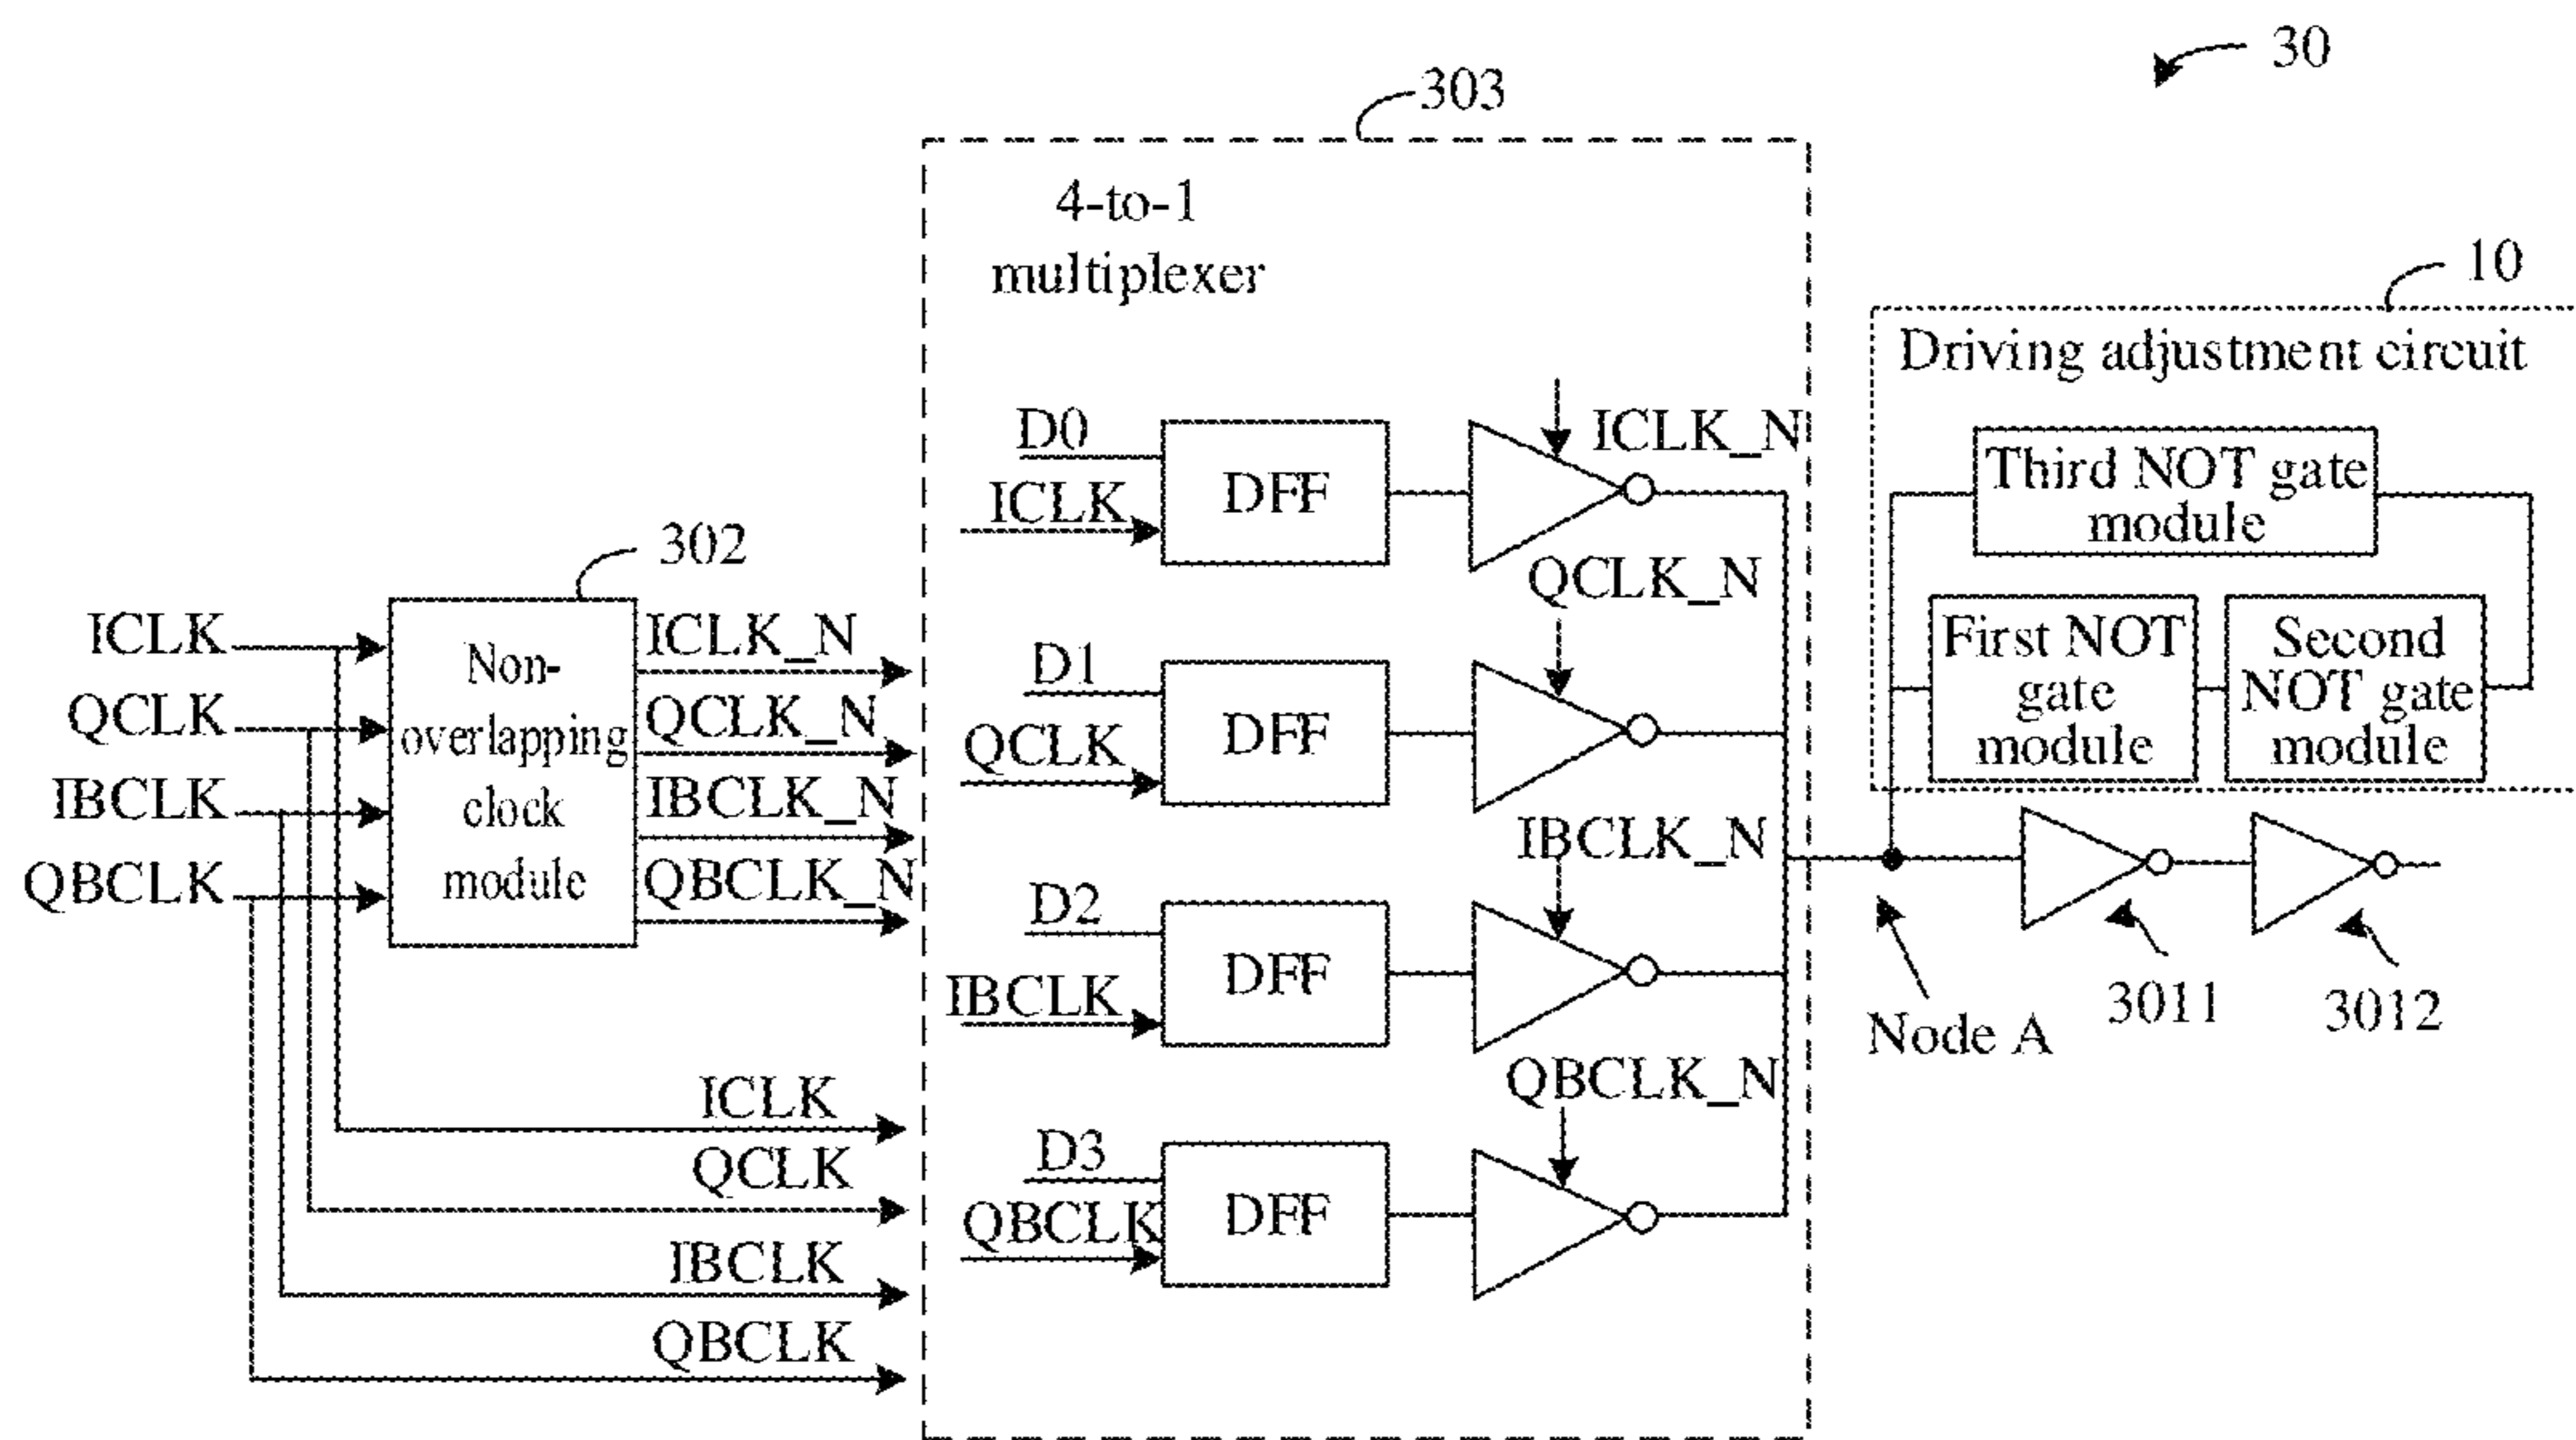 30
303
4-to-1
multiplexer
10
Driving adjustment circuit
Third NOT gate
module
First NOT
gate
module
Second
NOT gate
module
302
ICLK
QCLK
IBCLK
QBCLK
Non-
overlapping
clock
module
ICLK_N
QCLK_N
IBCLK_N
QBCLK_N
ICLK
QCLK
IBCLK
QBCLK
D0
ICLK
DFF
ICLK_N
D1
QCLK
DFF
QCLK_N
D2
IBCLK
DFF
IBCLK_N
D3
QBCLK
DFF
QBCLK_N
Node A
3011
3012